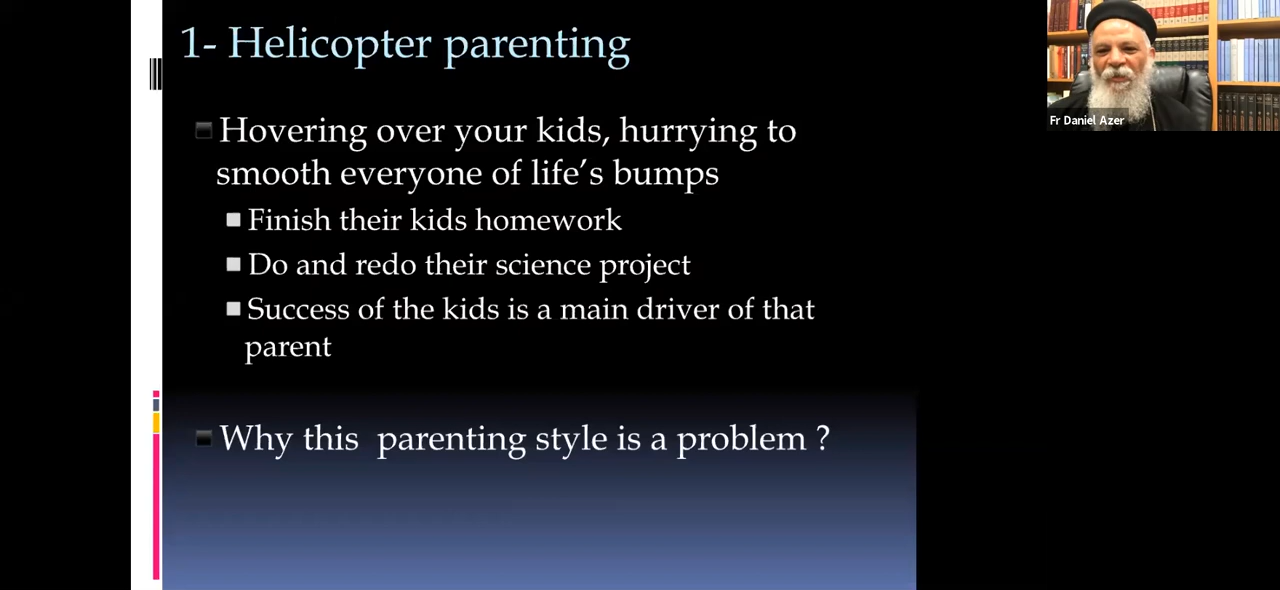 1- Helicopter parenting
Hovering over your kids, hurrying to
smooth everyone of life’s bumps
Finish their kids homework
Do and redo their science project
Success of the kids is a main driver of that
parent
Why this  parenting style is a problem ?
Fr Daniel Azer